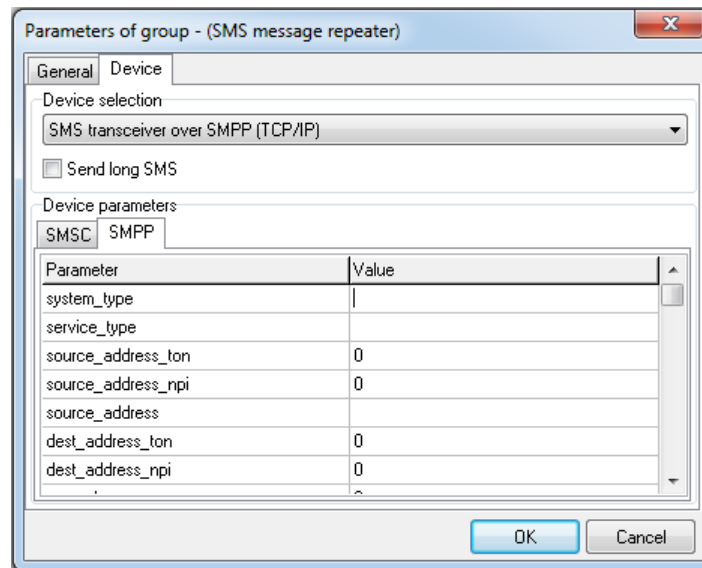 Parameters of group - (SMS message repeater)
General Device
Device selection
SMS transceiver over SMPP (TCP/IP)
Send long SMS
Device parameters
SMSC SMPP
Parameter Value
system_type
service_type
source_address_ton 0
source_address_npi 0
source_address
dest_address_ton 0
dest_address_npi 0
OK Cancel